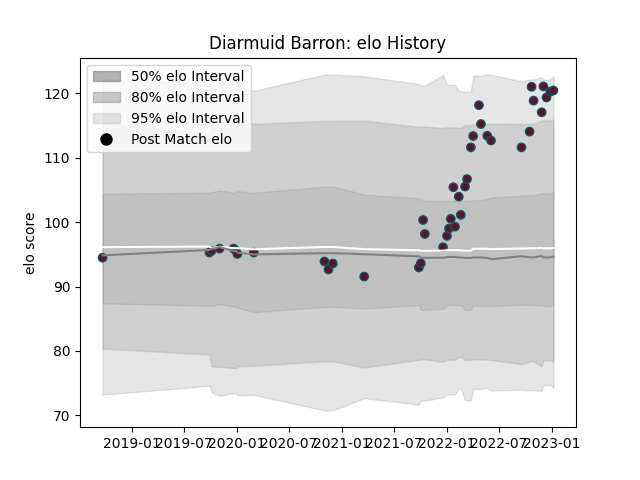 Diarmuid Barron: elo History
50% elo Interval
80% elo Interval
95% elo Interval
Post Match elo
elo score
120
110
100
90
80
70
2019-01 2019-07 2020-01 2020-07 2021-01 2021-07 2022-01 2022-07 2023-01